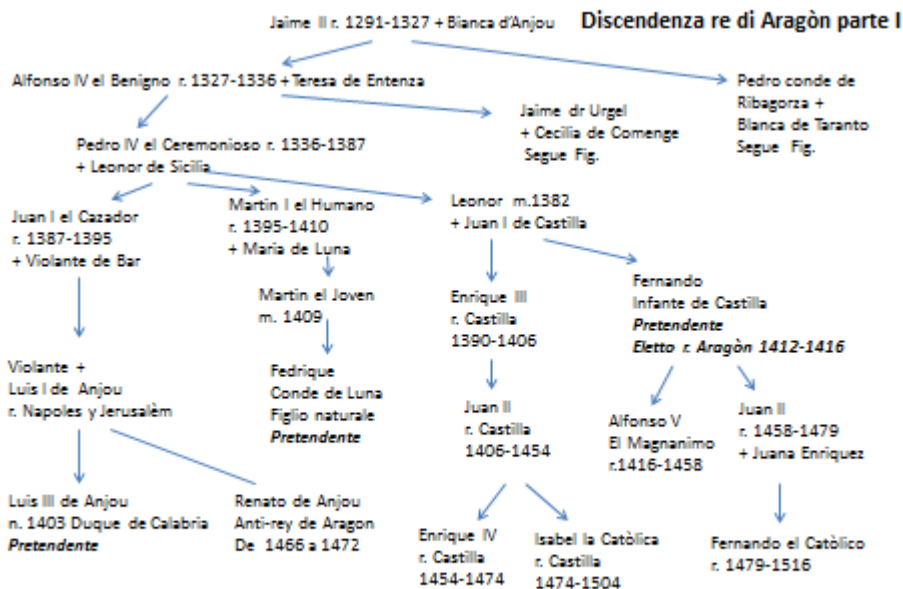 Discendenza re di Aragòn parte I
Jaime II r. 1291-1327 + Bianca d'Anjou
Alfonso IV el Benigno r. 1327-1336 +Teresa de Entenza
Pedro conde de
Ribagorza +
Blanca de Taranto
Segue Fig.
Jaime dr Urgel
+ Cecilia de Comenge
Segue Fig.
Pedro IV el Ceremonioso r. 1336-1387
+ Leonor de Sicilia
Juan I el Cazador
r. 1387-1395
+ Violante de Bar
Martin I el Humano
r. 1395-1410
+ Maria de Luna
Leonor m.1382
+ Juan I de Castilla
Martin el Joven
m. 1409
Enrique III
r. Castilla
1390-1406
Fernando
Infante de Castilla
Pretendente
Eletto r. Aragòn 1412-1416
Violante +
Luis I de Anjou
r. Napoles y Jerusalèm
Fedrique
Conde de Luna
Figlio naturale
Pretendente
Juan II
r. Castilla
1406-1454
Alfonso V
El Magnanimo
r.1416-1458
Juan II
r. 1458-1479
+ Juana Enriquez
Luis III de Anjou
n. 1403 Duque de Calabria
Pretendente
Renato de Anjou
Anti-rey de Aragon
De 1466 a 1472
Enrique IV
r. Castilla
1454-1474
Isabel la Catòlica
r. Castilla
1474-1504
Fernando el Catòlico
r. 1479-1516